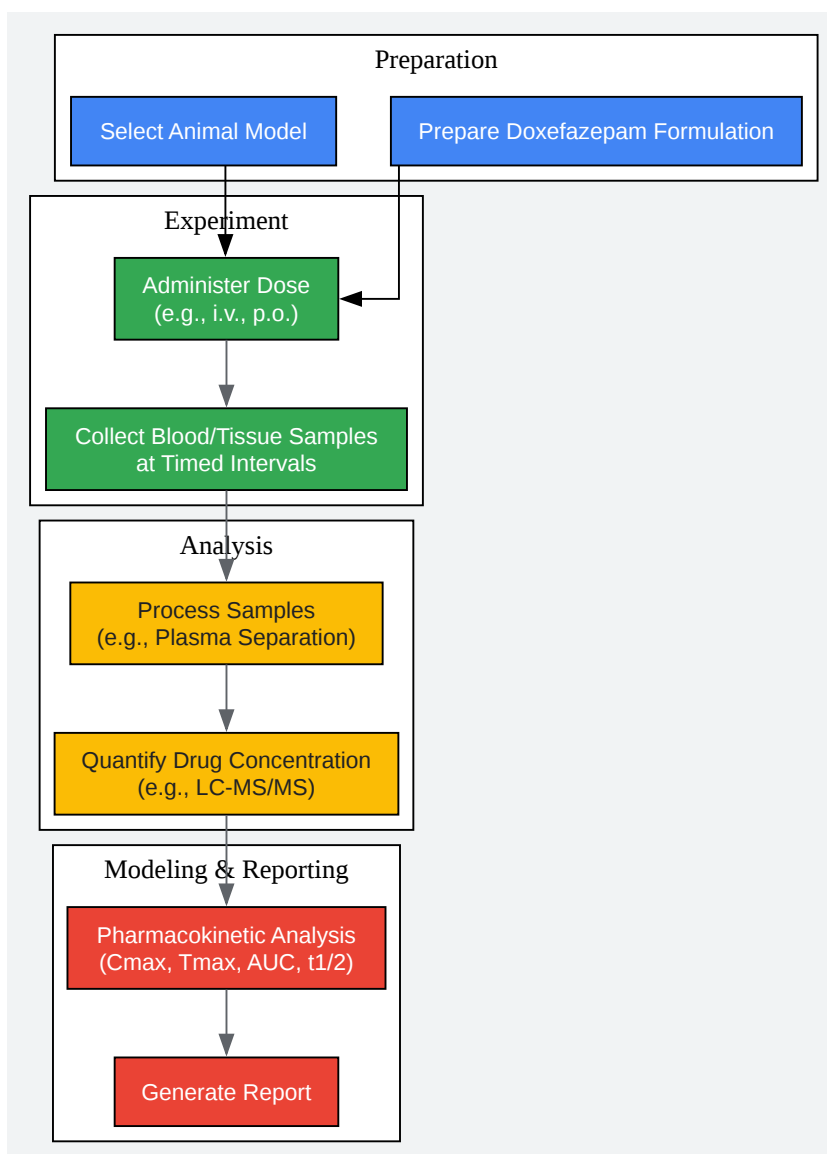 Preparation
Select Animal Model
Prepare Doxefazepam Formulation
Experiment
Administer Dose
(e.g., i.v., p.o.)
Collect Blood/Tissue Samples
at Timed Intervals
Analysis
Process Samples
(e.g., Plasma Separation)
Quantify Drug Concentration
(e.g., LC-MS/MS)
Modeling & Reporting
Pharmacokinetic Analysis
(Cmax, Tmax, AUC, t1/2)
Generate Report